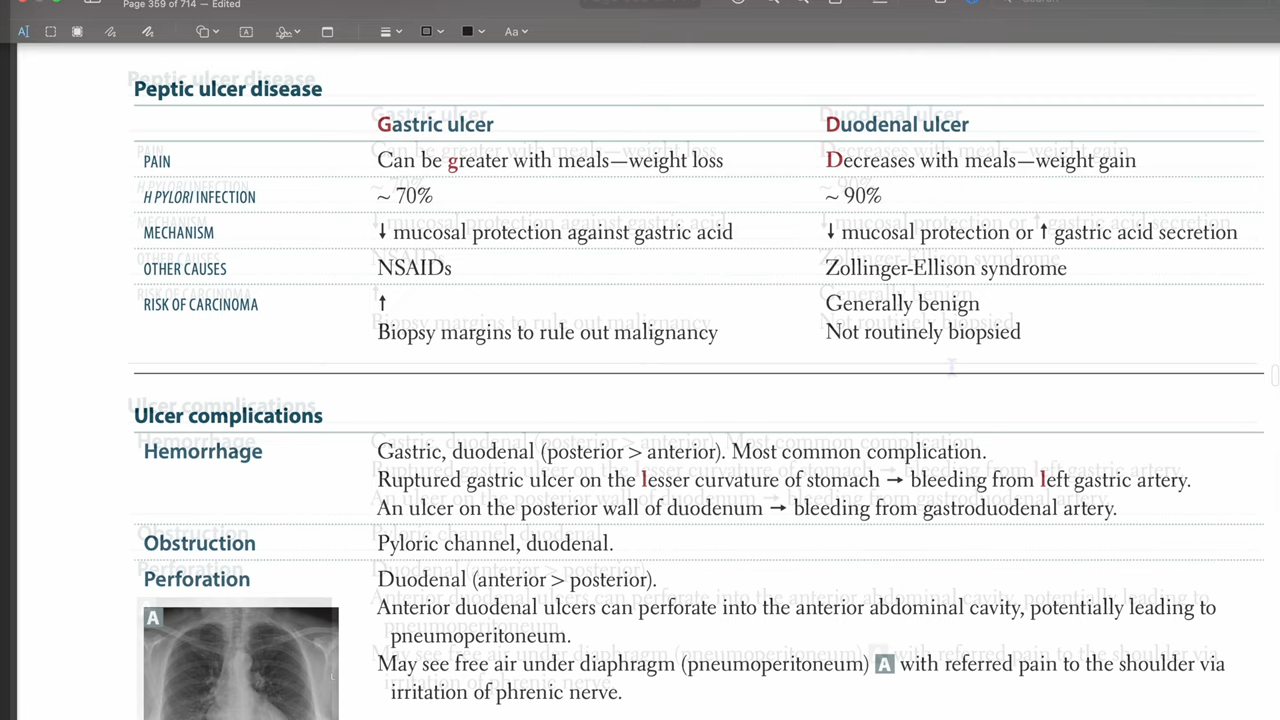 Page 359 of 714 — Edited
Peptic ulcer disease
Gastric ulcer Duodenal ulcer
PAIN Can be greater with meals—weight loss Decreases with meals—weight gain
H PYLORI INFECTION ~ 70% ~ 90%
MECHANISM ↓ mucosal protection against gastric acid ↓ mucosal protection or ↑ gastric acid secretion
OTHER CAUSES NSAIDs Zollinger-Ellison syndrome
RISK OF CARCINOMA ↑ Generally benign
Biopsy margins to rule out malignancy Not routinely biopsied
Ulcer complications
Hemorrhage Gastric, duodenal (posterior > anterior). Most common complication.
Ruptured gastric ulcer on the lesser curvature of stomach → bleeding from left gastric artery.
An ulcer on the posterior wall of duodenum → bleeding from gastroduodenal artery.
Obstruction Pyloric channel, duodenal.
Perforation Duodenal (anterior > posterior).
A Anterior duodenal ulcers can perforate into the anterior abdominal cavity, potentially leading to
pneumoperitoneum.
May see free air under diaphragm (pneumoperitoneum) A with referred pain to the shoulder via
irritation of phrenic nerve.